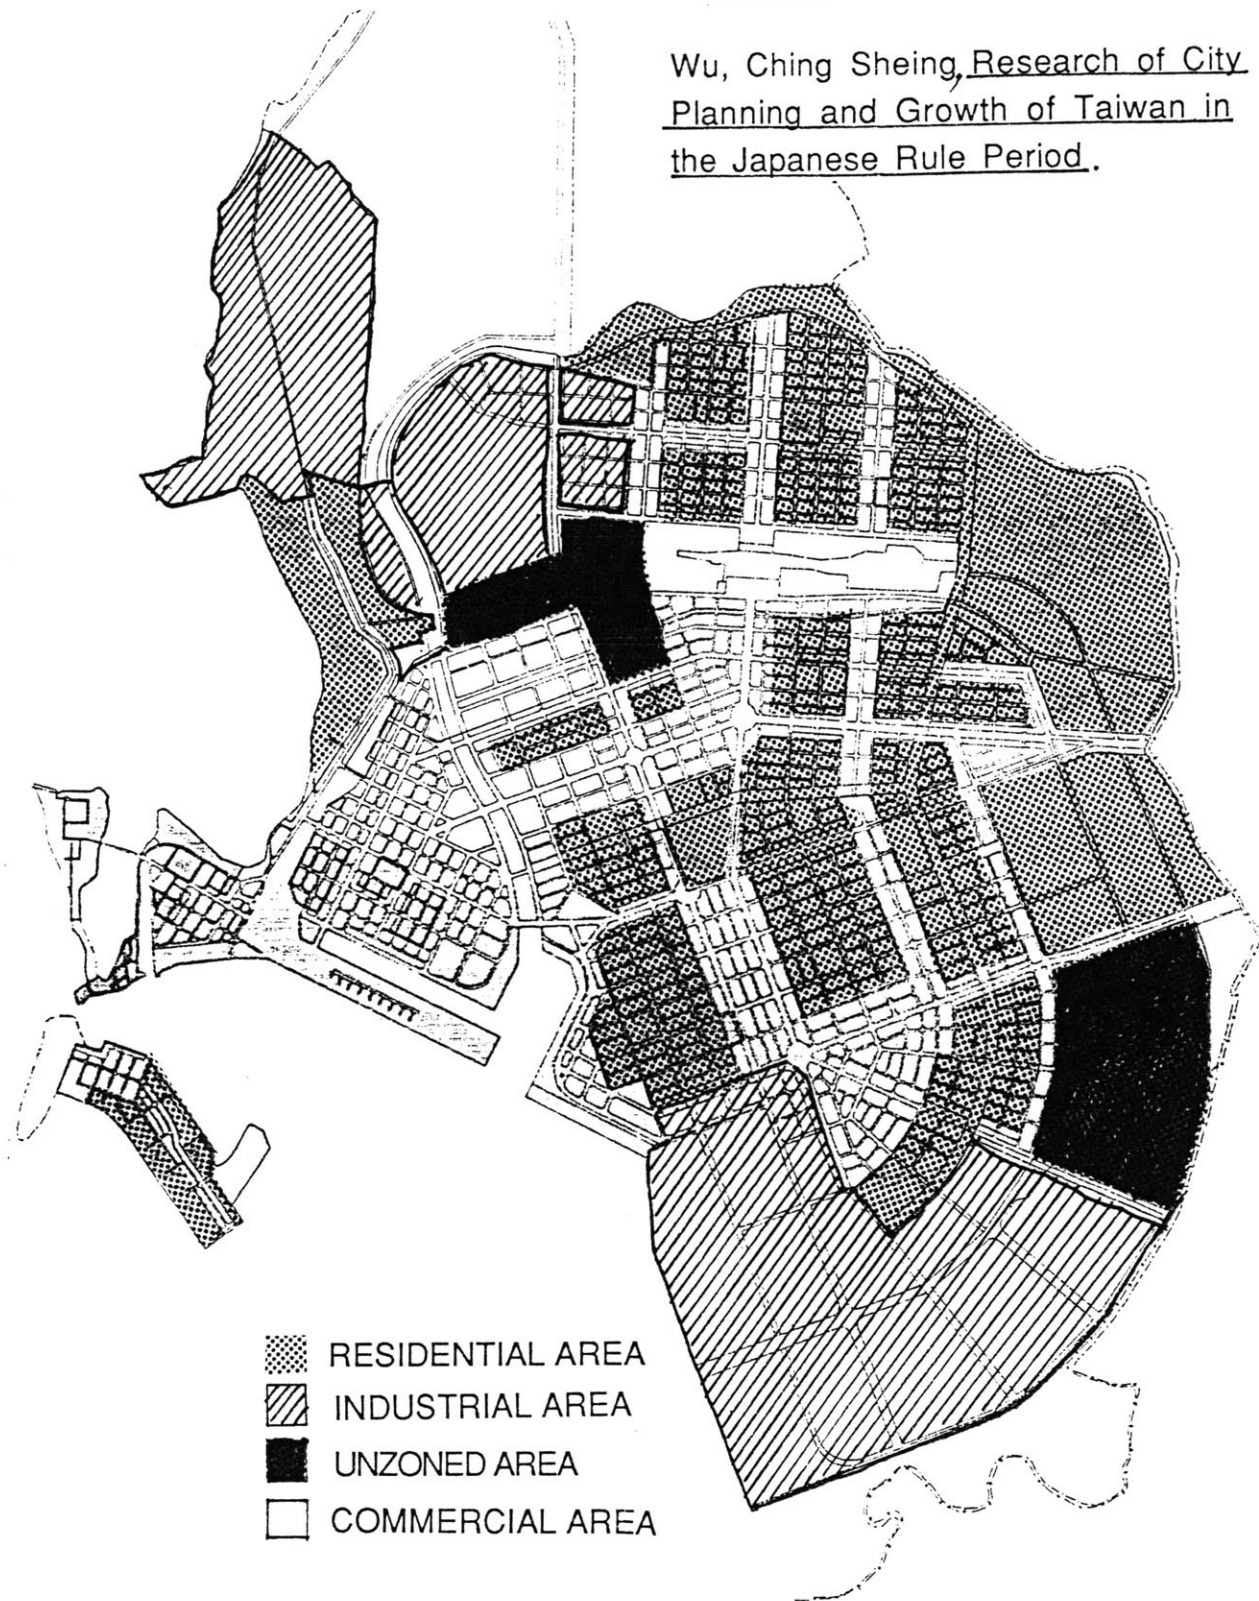 Wu, Ching Sheing, Research of City
Planning and Growth of Taiwan in
the Japanese Rule Period.
RESIDENTIAL AREA
INDUSTRIAL AREA
UNZONED AREA
COMMERCIAL AREA